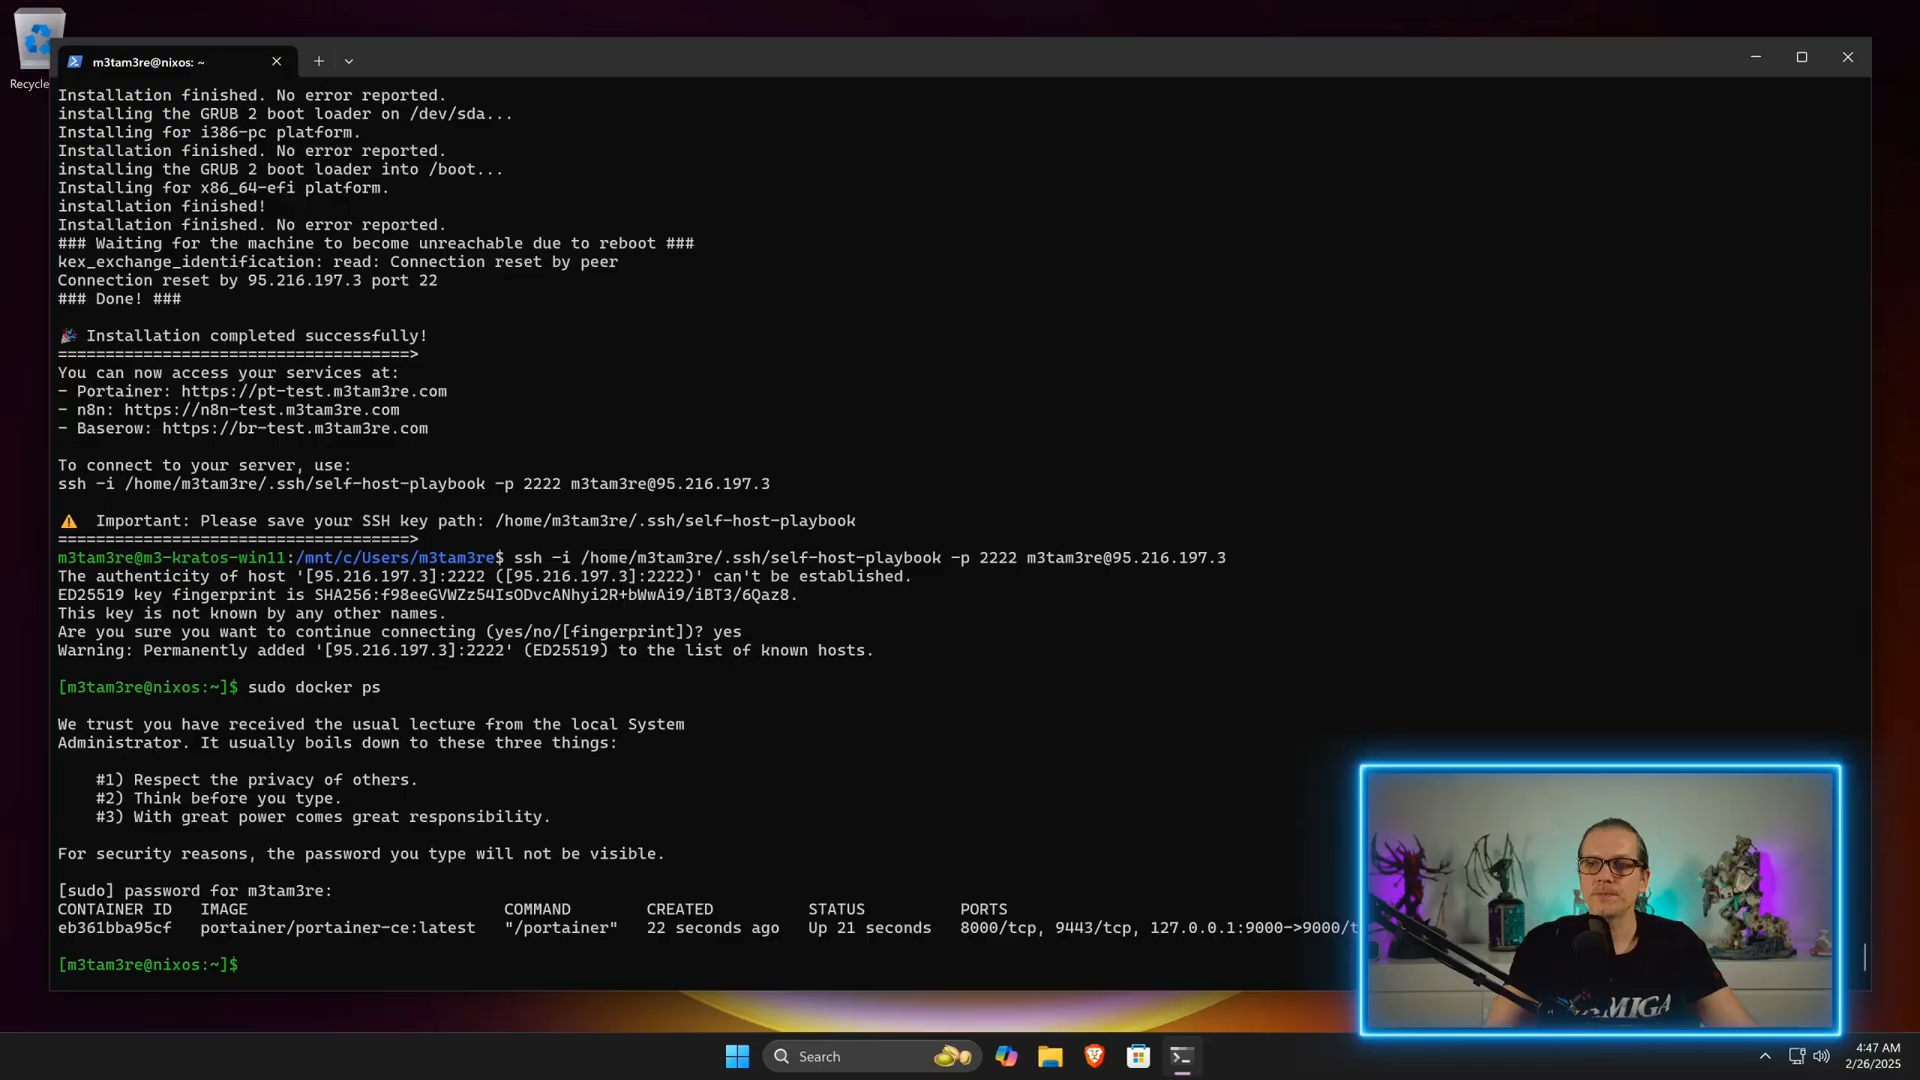 Recycle
m3tam3re@nixos: ~
Installation finished. No error reported.
installing the GRUB 2 boot loader on /dev/sda...
Installing for i386-pc platform.
Installation finished. No error reported.
installing the GRUB 2 boot loader into /boot...
Installing for x86_64-efi platform.
installation finished!
Installation finished. No error reported.
### Waiting for the machine to become unreachable due to reboot ###
kex_exchange_identification: read: Connection reset by peer
Connection reset by 95.216.197.3 port 22
### Done! ###
🎉 Installation completed successfully!
=====================================>
You can now access your services at:
- Portainer: https://pt-test.m3tam3re.com
- n8n: https://n8n-test.m3tam3re.com
- Baserow: https://br-test.m3tam3re.com
To connect to your server, use:
ssh -i /home/m3tam3re/.ssh/self-host-playbook -p 2222 m3tam3re@95.216.197.3
⚠️ Important: Please save your SSH key path: /home/m3tam3re/.ssh/self-host-playbook
=====================================>
m3tam3re@m3-kratos-win11:/mnt/c/Users/m3tam3re$ ssh -i /home/m3tam3re/.ssh/self-host-playbook -p 2222 m3tam3re@95.216.197.3
The authenticity of host '[95.216.197.3]:2222 ([95.216.197.3]:2222)' can't be established.
ED25519 key fingerprint is SHA256:f98eeGVWZz54IsODvcANhyi2R+bWwAi9/iBT3/6Qaz8.
This key is not known by any other names.
Are you sure you want to continue connecting (yes/no/[fingerprint])? yes
Warning: Permanently added '[95.216.197.3]:2222' (ED25519) to the list of known hosts.
[m3tam3re@nixos:~]$ sudo docker ps
We trust you have received the usual lecture from the local System
Administrator. It usually boils down to these three things:
#1) Respect the privacy of others.
#2) Think before you type.
#3) With great power comes great responsibility.
For security reasons, the password you type will not be visible.
[sudo] password for m3tam3re:
CONTAINER ID IMAGE COMMAND CREATED STATUS PORTS
eb361bba95cf portainer/portainer-ce:latest "/portainer" 22 seconds ago Up 21 seconds 8000/tcp, 9443/tcp, 127.0.0.1:9000->9000/t
[m3tam3re@nixos:~]$
Search
4:47 AM
2/26/2025